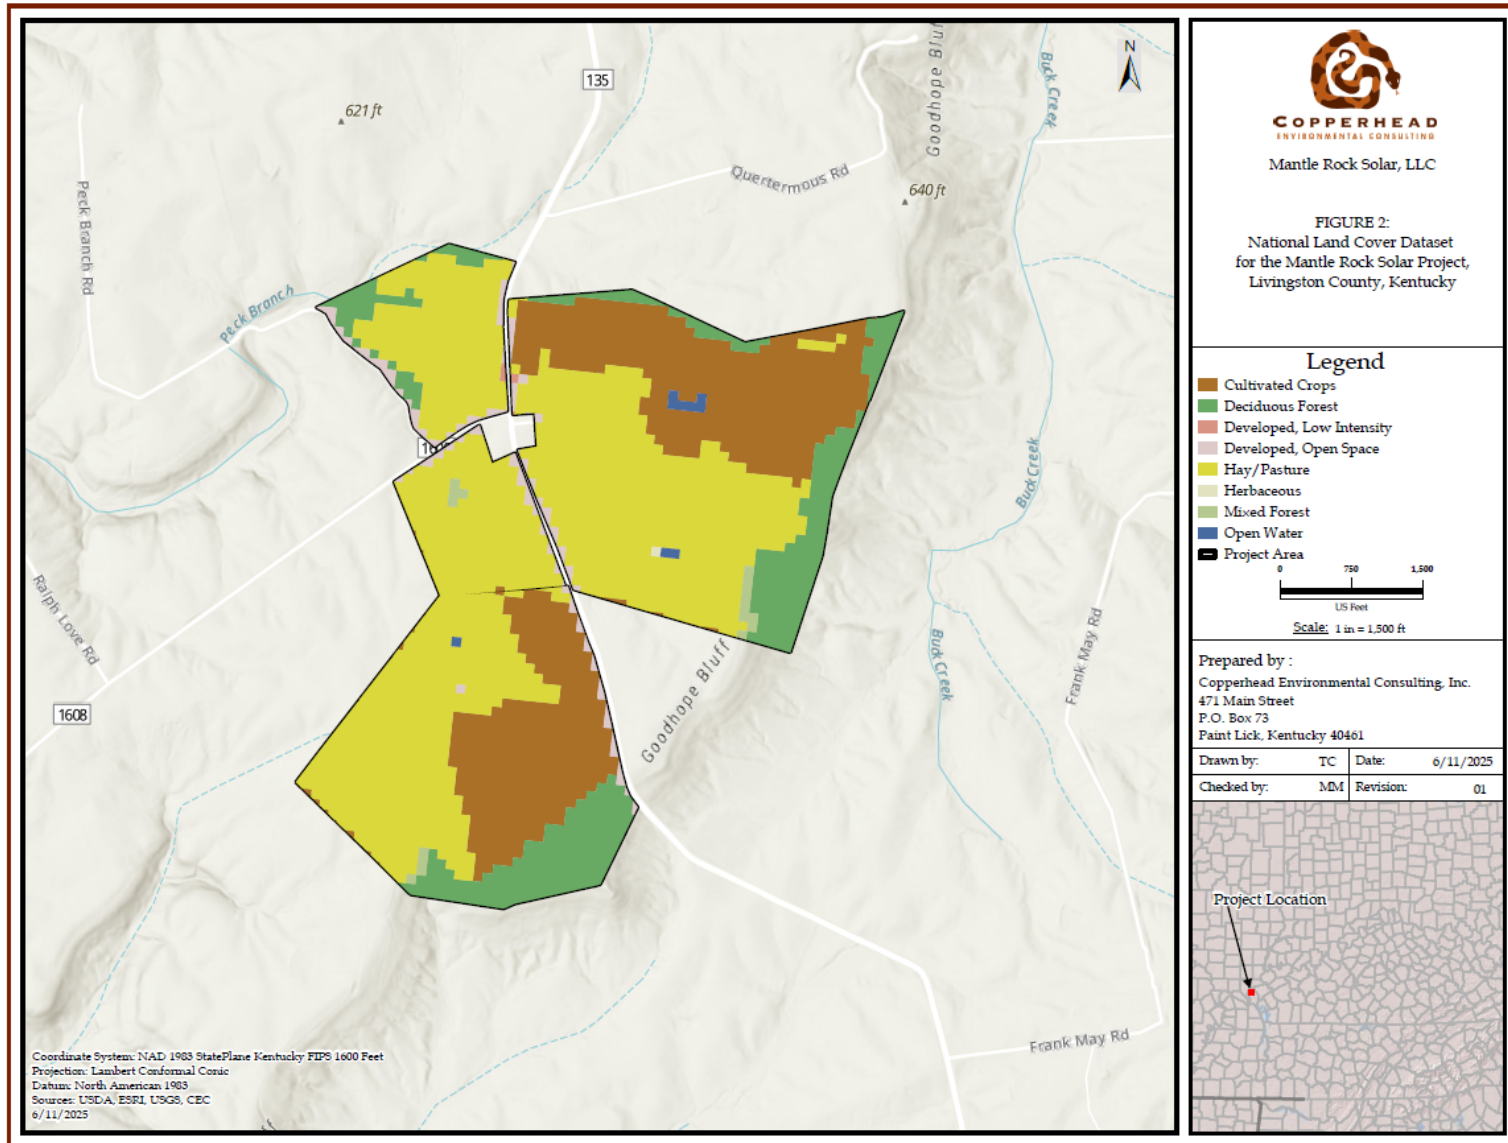 135
N
621 ft
Goodhope Blu
Buck Creek
Quertermous Rd
640 ft
Peck Branch Rd
Peck Branch
Buck Creek
Ralph Love Rd
Buck Creek
Frank May Rd
Goodhope Bluff
1608
Frank May Rd
Coordinate System: NAD 1983 StatePlane Kentucky FIPS 1600 Feet
Projection: Lambert Conformal Conic
Datum: North American 1983
Sources: USDA, ESRI, USGS, CEC
6/11/2025
COPPERHEAD
ENVIRONMENTAL CONSULTING
Mantle Rock Solar, LLC
FIGURE 2:
National Land Cover Dataset
for the Mantle Rock Solar Project,
Livingston County, Kentucky
Legend
Cultivated Crops
Deciduous Forest
Developed, Low Intensity
Developed, Open Space
Hay/Pasture
Herbaceous
Mixed Forest
Open Water
Project Area
0 750 1,500
US Feet
Scale: 1 in = 1,500 ft
Prepared by :
Copperhead Environmental Consulting, Inc.
471 Main Street
P.O. Box 73
Paint Lick, Kentucky 40461
Drawn by: TC Date: 6/11/2025
Checked by: MM Revision: 01
Project Location